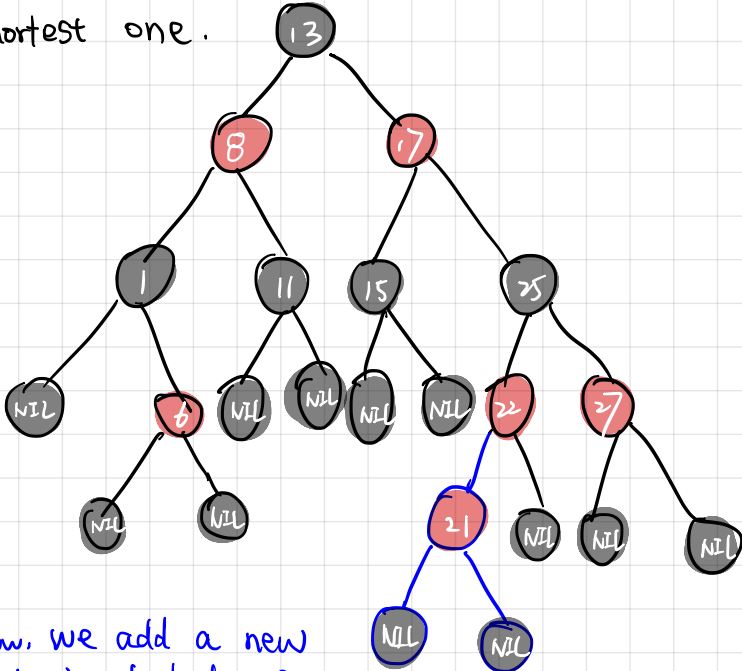 ortest one.
13
8 17
1 11 15 25
NIL 6 NIL NIL NIL NIL 22 27
NIL NIL 21 NIL NIL NIL
NIL NIL
w. we add a new